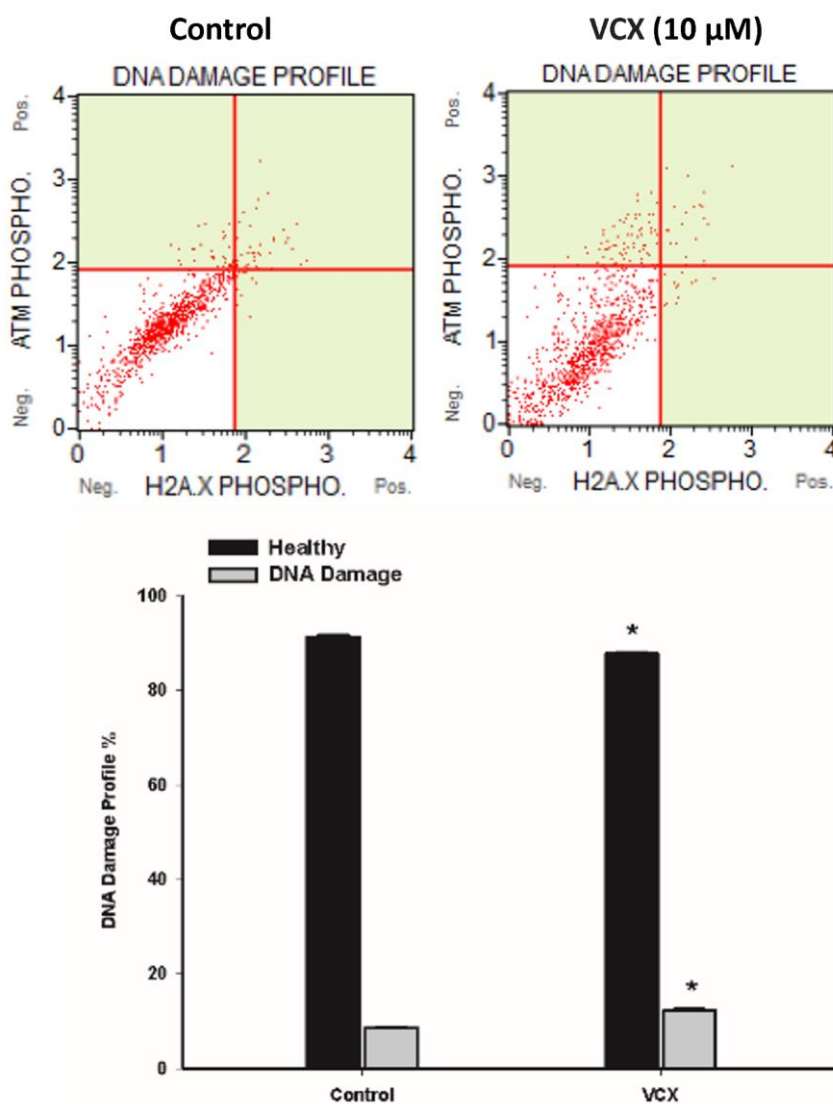 Control
VCX (10 µM)
DNA DAMAGE PROFILE
4
3
2
1
0
0 1 2 3 4
Pos.
ATM PHOSPHO.
Neg.
Neg. H2A.X PHOSPHO. Pos.
DNA DAMAGE PROFILE
4
3
2
1
0
0 1 2 3 4
Pos.
ATM PHOSPHO.
Neg.
Neg. H2A.X PHOSPHO. Pos.
Healthy
DNA Damage
100
80
60
40
20
0
DNA Damage Profile %
*
*
Control VCX